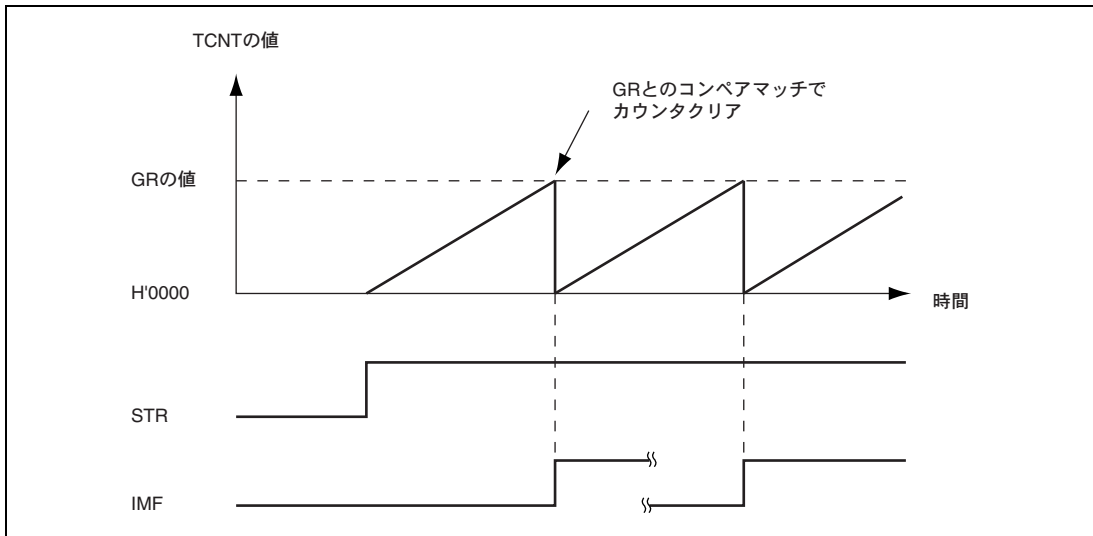 TCNTの値
GRとのコンペアマッチで
カウンタクリア
GRの値
H'0000
時間
STR
IMF